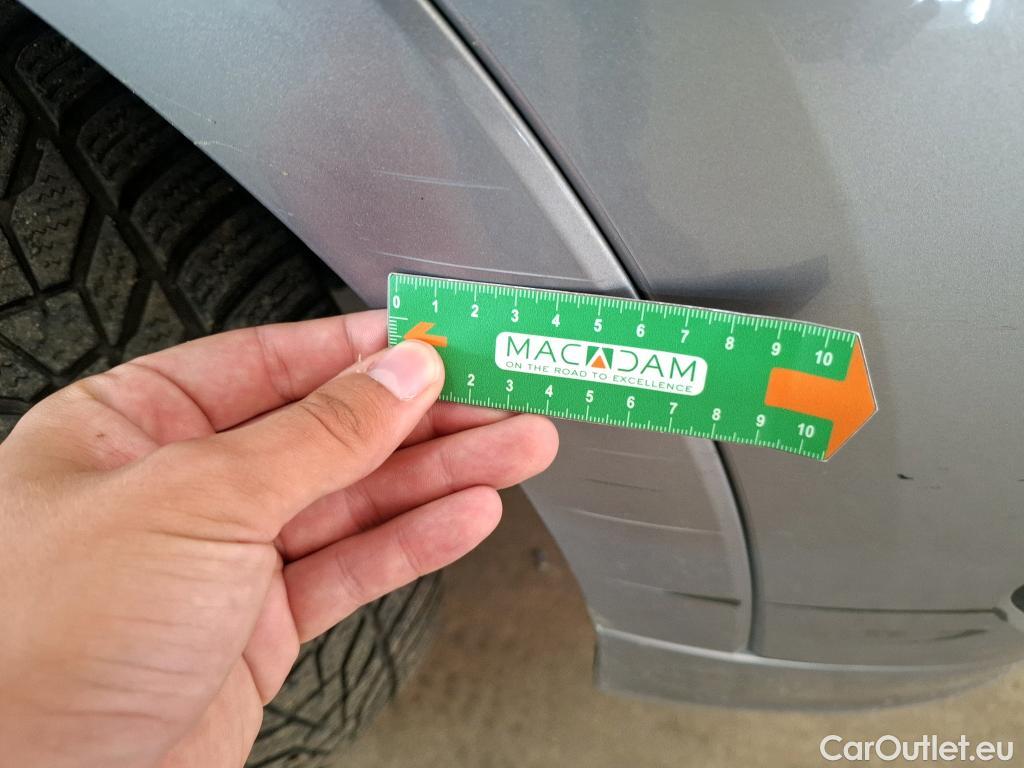 0 1 2 3 4 5 6 7 8 9 10
MACADAM
ON THE ROAD TO EXCELLENCE
2 3 4 5 6 7 8 9 10
CarOutlet.eu